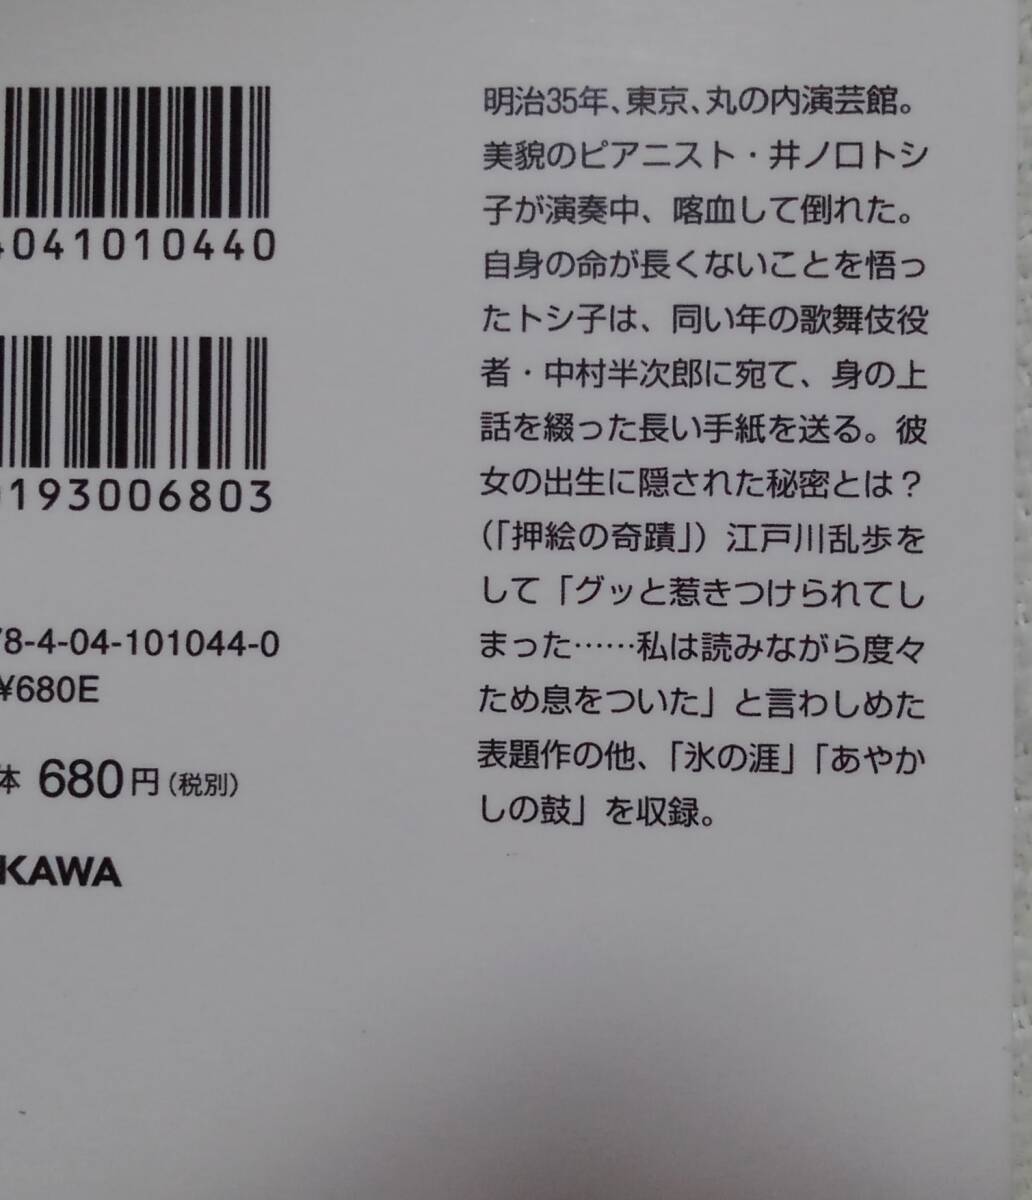 明治35年、東京、丸の内演芸館。
美貌のピアニスト・井ノ口トシ
子が演奏中、喀血して倒れた。
自身の命が長くないことを悟っ
たトシ子は、同い年の歌舞伎役
者・中村半次郎に宛て、身の上
話を綴った長い手紙を送る。彼
女の出生に隠された秘密とは？
（「押絵の奇蹟」）江戸川乱歩を
して「グッと惹きつけられてし
まった……私は読みながら度々
ため息をついた」と言わしめた
表題作の他、「氷の涯」「あやか
しの鼓」を収録。
4041010440
0193006803
78-4-04-101044-0
¥680E
体 680円（税別）
KAWA